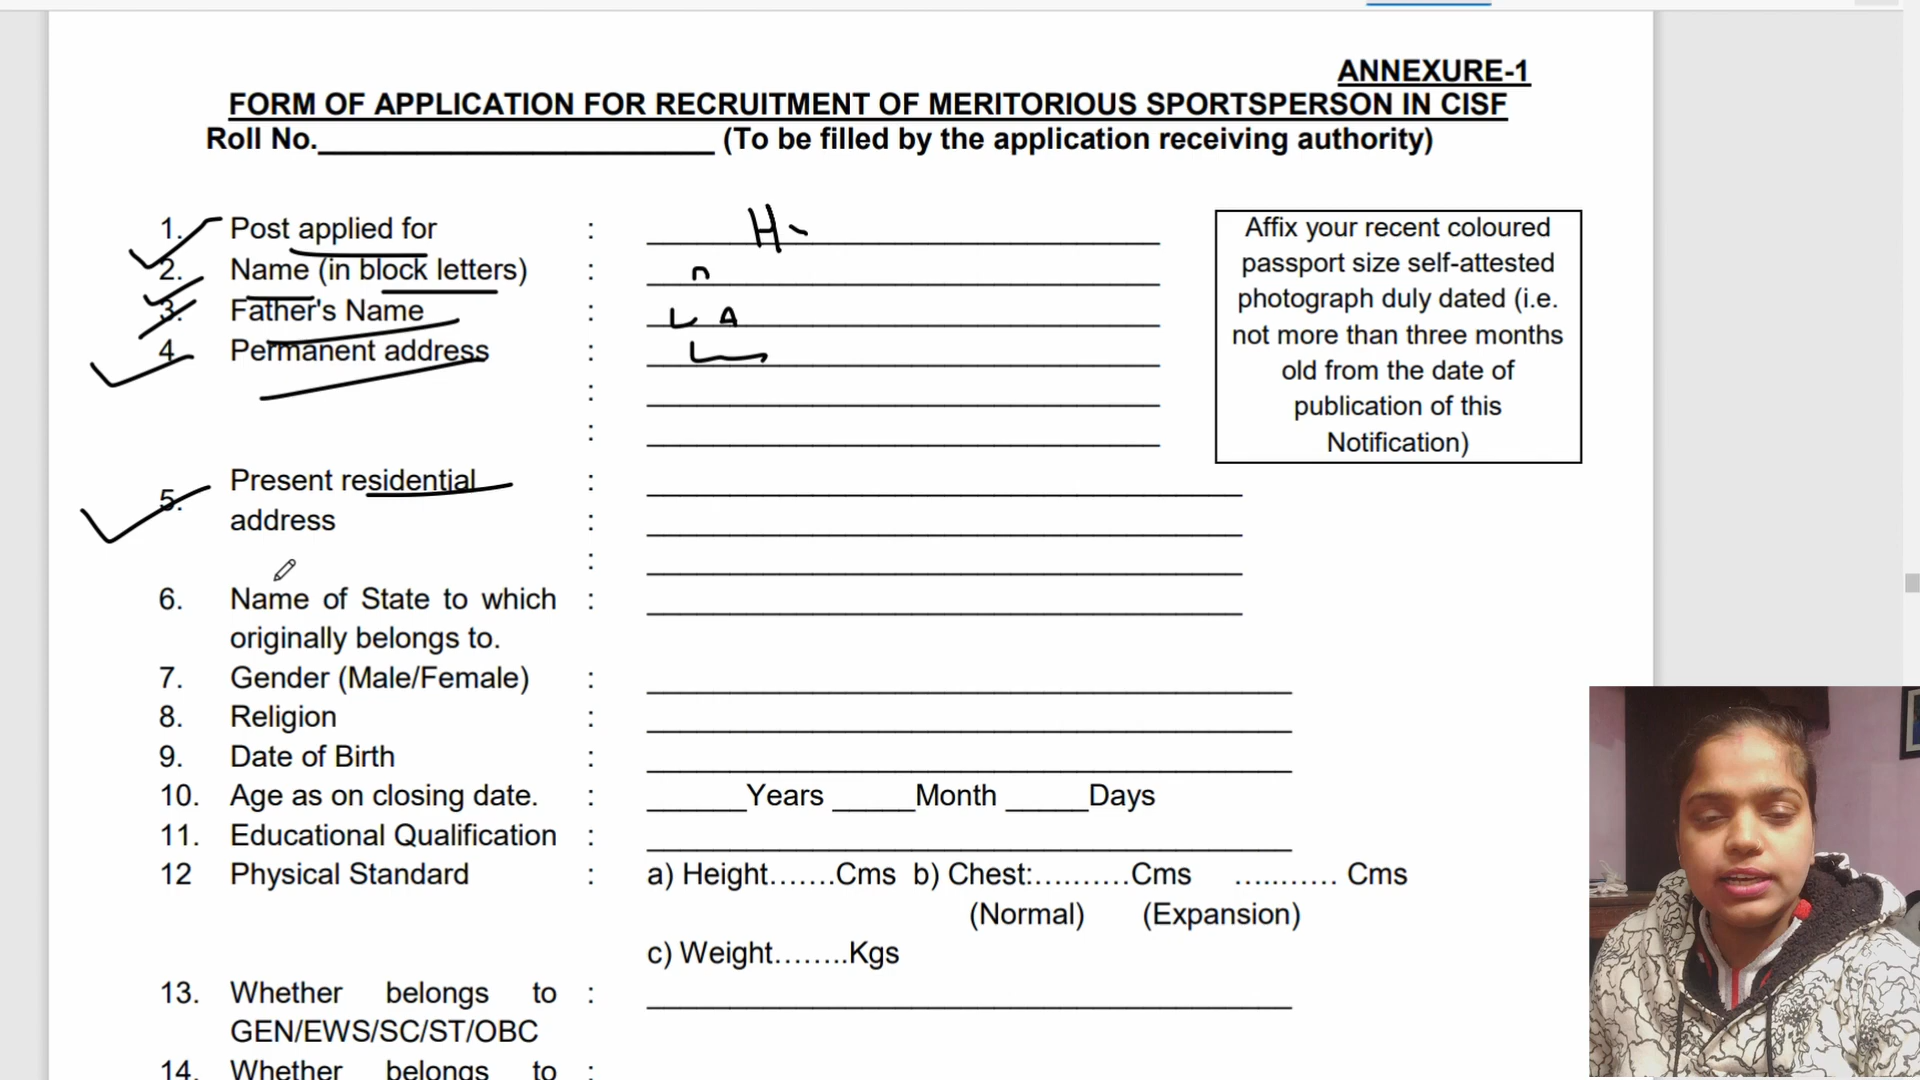 ANNEXURE-1
FORM OF APPLICATION FOR RECRUITMENT OF MERITORIOUS SPORTSPERSON IN CISF
Roll No.________________________ (To be filled by the application receiving authority)
1. Post applied for : H
2. Name (in block letters) : n
3. Father's Name : L A
4. Permanent address :
:
:
Affix your recent coloured
passport size self-attested
photograph duly dated (i.e.
not more than three months
old from the date of
publication of this
Notification)
5. Present residential :
address :
:
6. Name of State to which :
originally belongs to.
7. Gender (Male/Female) :
8. Religion :
9. Date of Birth :
10. Age as on closing date. : ______Years _____Month _____Days
11. Educational Qualification :
12 Physical Standard : a) Height.……Cms b) Chest:……….Cms ………… Cms
(Normal) (Expansion)
c) Weight……..Kgs
13. Whether belongs to :
GEN/EWS/SC/ST/OBC
14. Whether belongs to :